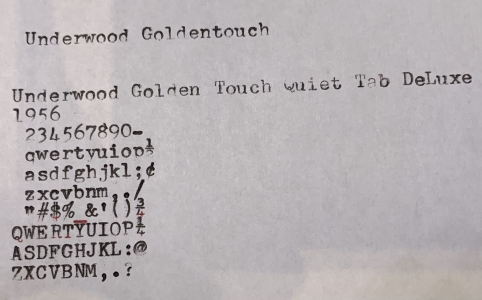 Underwood Goldentouch
Underwood Golden Touch quiet Tab DeLuxe
1956
234567890-
qwertyuiop½
asdfghjkl;¢
zxcvbnm,./
"#$%_&'()¾
QWERTYUIOP¼
ASDFGHJKL:@
ZXCVBNM,.?